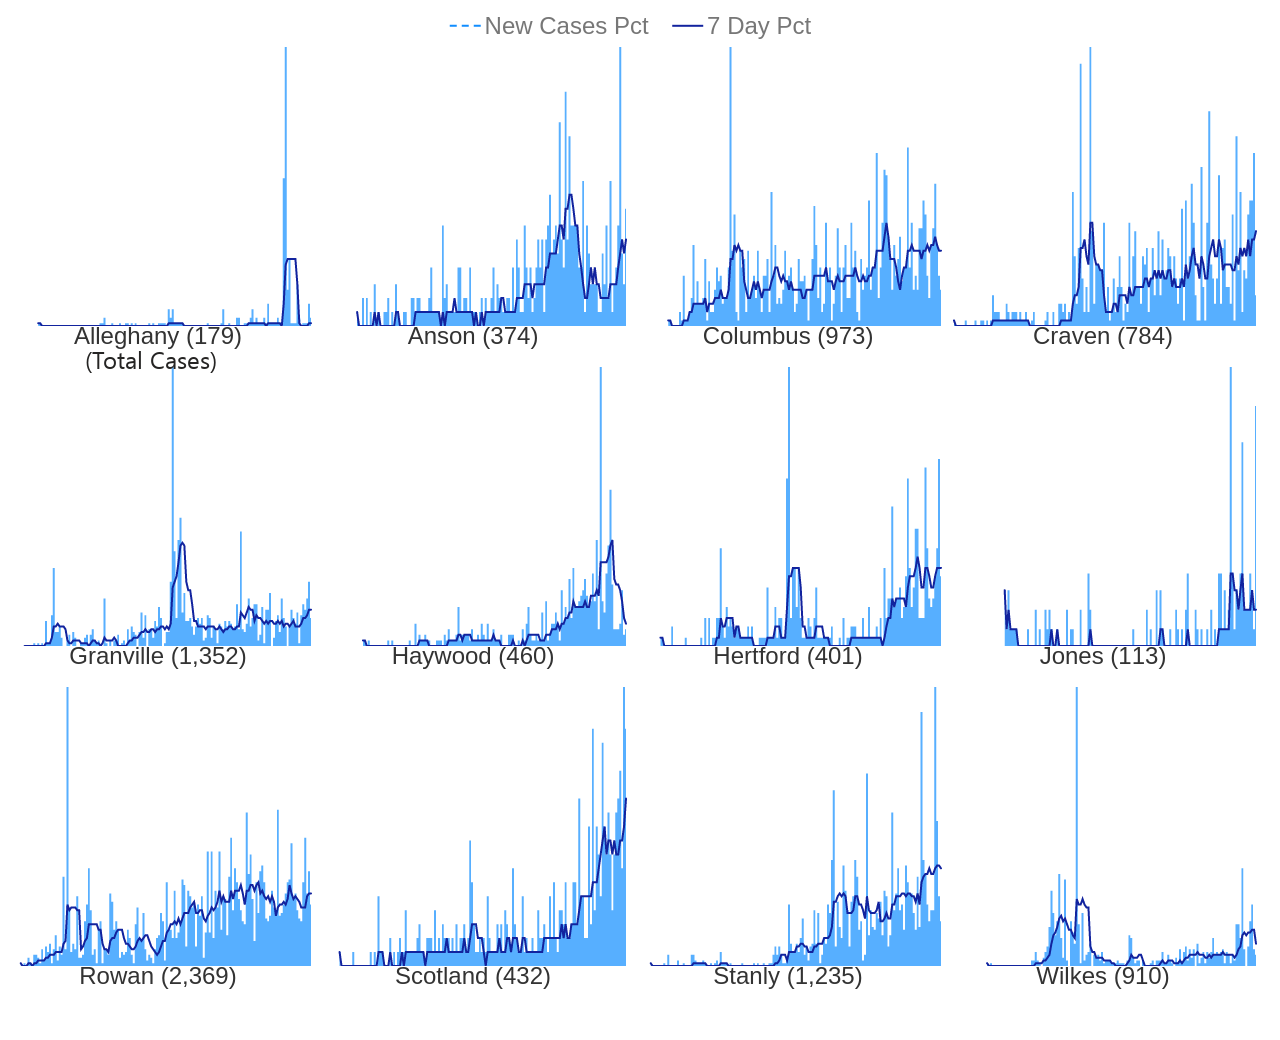 New Cases Pct 7 Day Pct
Alleghany (179) Anson (374) Columbus (973) Craven (784)
(Total Cases)
Granville (1,352) Haywood (460) Hertford (401) Jones (113)
Rowan (2,369) Scotland (432) Stanly (1,235) Wilkes (910)